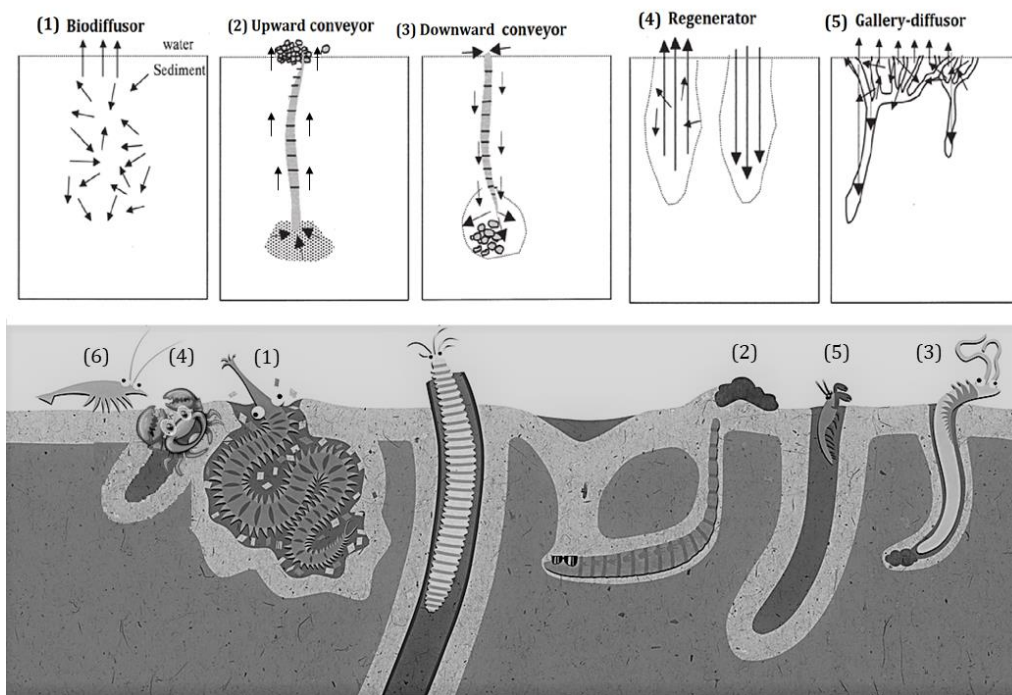 (1) Biodiffusor
(2) Upward conveyor
(3) Downward conveyor
(4) Regenerator
(5) Gallery-diffusor
water
Sediment
(6)
(4)
(1)
(2)
(5)
(3)